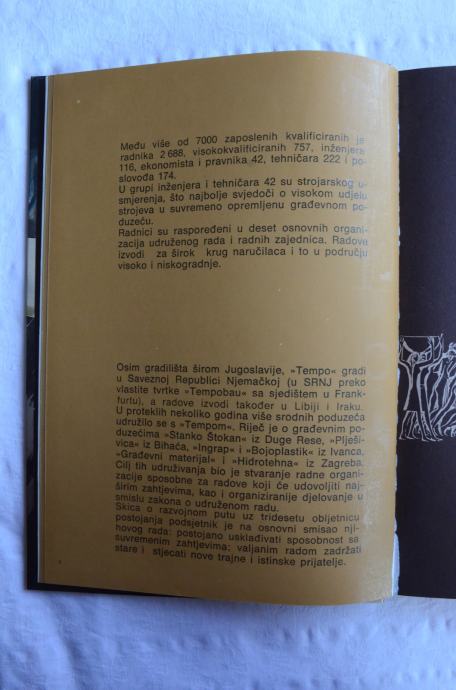 Među više od 7000 zaposlenih kvalificiranih je
radnika 2 688, visokokvalificiranih 757, inženjera
116, ekonomista i pravnika 42, tehničara 222 i po-
slovođa 174.
U grupi inženjera i tehničara 42 su strojarskog u-
smjerenja, što najbolje svjedoči o visokom udjelu
strojeva u suvremeno opremljenu građevnom po-
duzeću.
Radnici su raspoređeni u deset osnovnih organi-
zacija udruženog rada i radnih zajednica. Radove
izvodi za širok krug naručilaca i to u području
visoko i niskogradnje.
Osim gradilišta širom Jugoslavije, »Tempo« gradi
u Saveznoj Republici Njemačkoj (u SRNJ preko
vlastite tvrtke »Tempobau« sa sjedištem u Frank-
furtu), a radove izvodi također u Libiji i Iraku.
U proteklih nekoliko godina više srodnih poduzeća
udružilo se s »Tempom«. Riječ je o građevnim po-
duzećima »Stanko Štokan« iz Duge Rese, »Plješi-
vica« iz Bihaća, »Ingrap« i »Bojoplastik« iz Ivanca,
»Građevni materijal« i »Hidrotehna« iz Zagreba.
Cilj tih udruživanja bio je stvaranje radne organi-
zacije sposobne za radove koji će udovoljiti naj-
širim zahtjevima, kao i organiziranije djelovanje u
smislu zakona o udruženom radu.
Skica o razvojnom putu uz tridesetu obljetnicu
postojanja podsjetnik je na osnovni smisao nji-
hovog rada: postojano usklađivati sposobnost sa
suvremenim zahtjevima; valjanim radom zadržati
stare i stjecati nove trajne i istinske prijatelje.